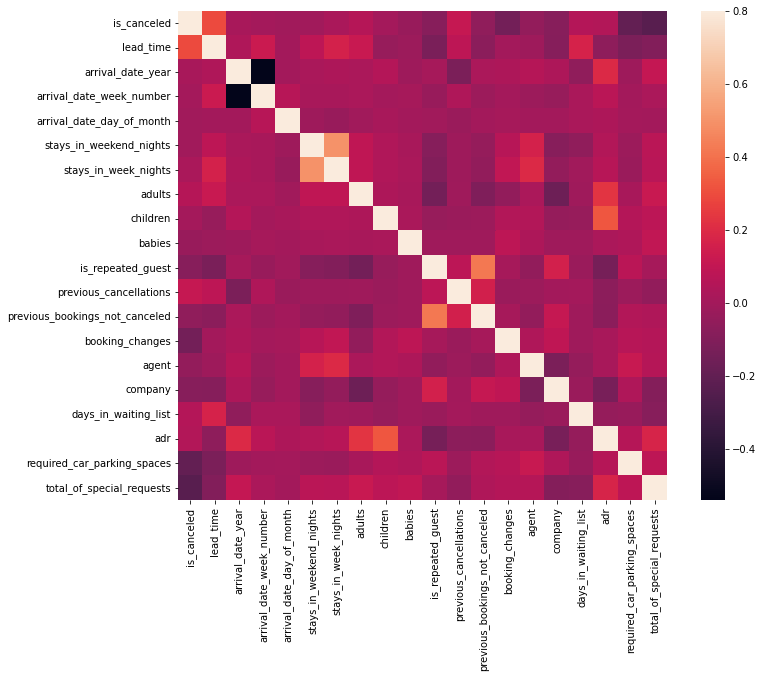 is_canceled
lead_time
arrival_date_year
arrival_date_week_number
arrival_date_day_of_month
stays_in_weekend_nights
stays_in_week_nights
adults
children
babies
is_repeated_guest
previous_cancellations
previous_bookings_not_canceled
booking_changes
agent
company
days_in_waiting_list
adr
required_car_parking_spaces
total_of_special_requests
is_canceled
lead_time
arrival_date_year
arrival_date_week_number
arrival_date_day_of_month
stays_in_weekend_nights
stays_in_week_nights
adults
children
babies
is_repeated_guest
previous_cancellations
previous_bookings_not_canceled
booking_changes
agent
company
days_in_waiting_list
adr
required_car_parking_spaces
total_of_special_requests
0.8
0.6
0.4
0.2
0.0
−0.2
−0.4